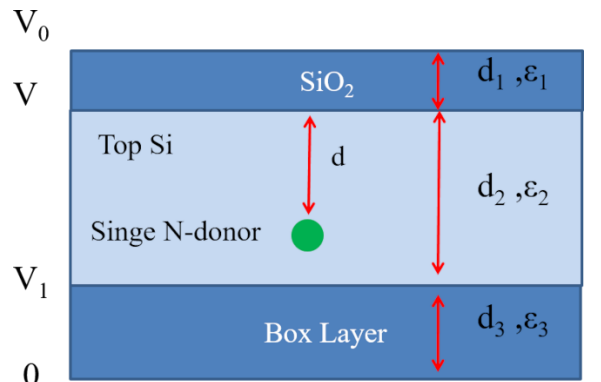 V₀
d₁ ,ε₁
SiO₂
V
Top Si
d
d₂ ,ε₂
Singe N-donor
V₁
d₃ ,ε₃
Box Layer
0